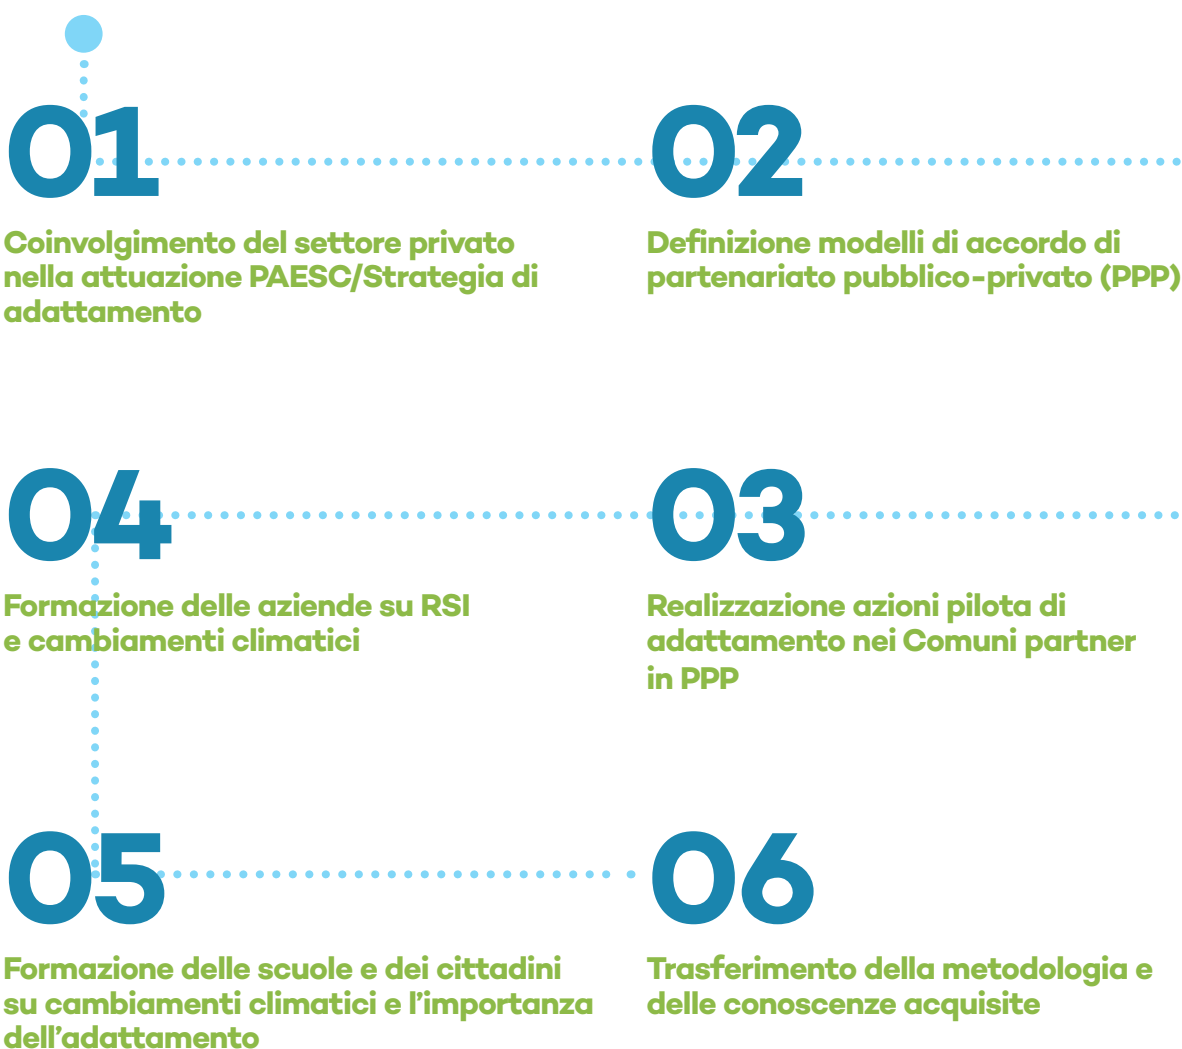 01
Coinvolgimento del settore privato
nella attuazione PAESC/Strategia di
adattamento
02
Definizione modelli di accordo di
partenariato pubblico-privato (PPP)
03
Realizzazione azioni pilota di
adattamento nei Comuni partner
in PPP
04
Formazione delle aziende su RSI
e cambiamenti climatici
05
Formazione delle scuole e dei cittadini
su cambiamenti climatici e l'importanza
dell'adattamento
06
Trasferimento della metodologia e
delle conoscenze acquisite